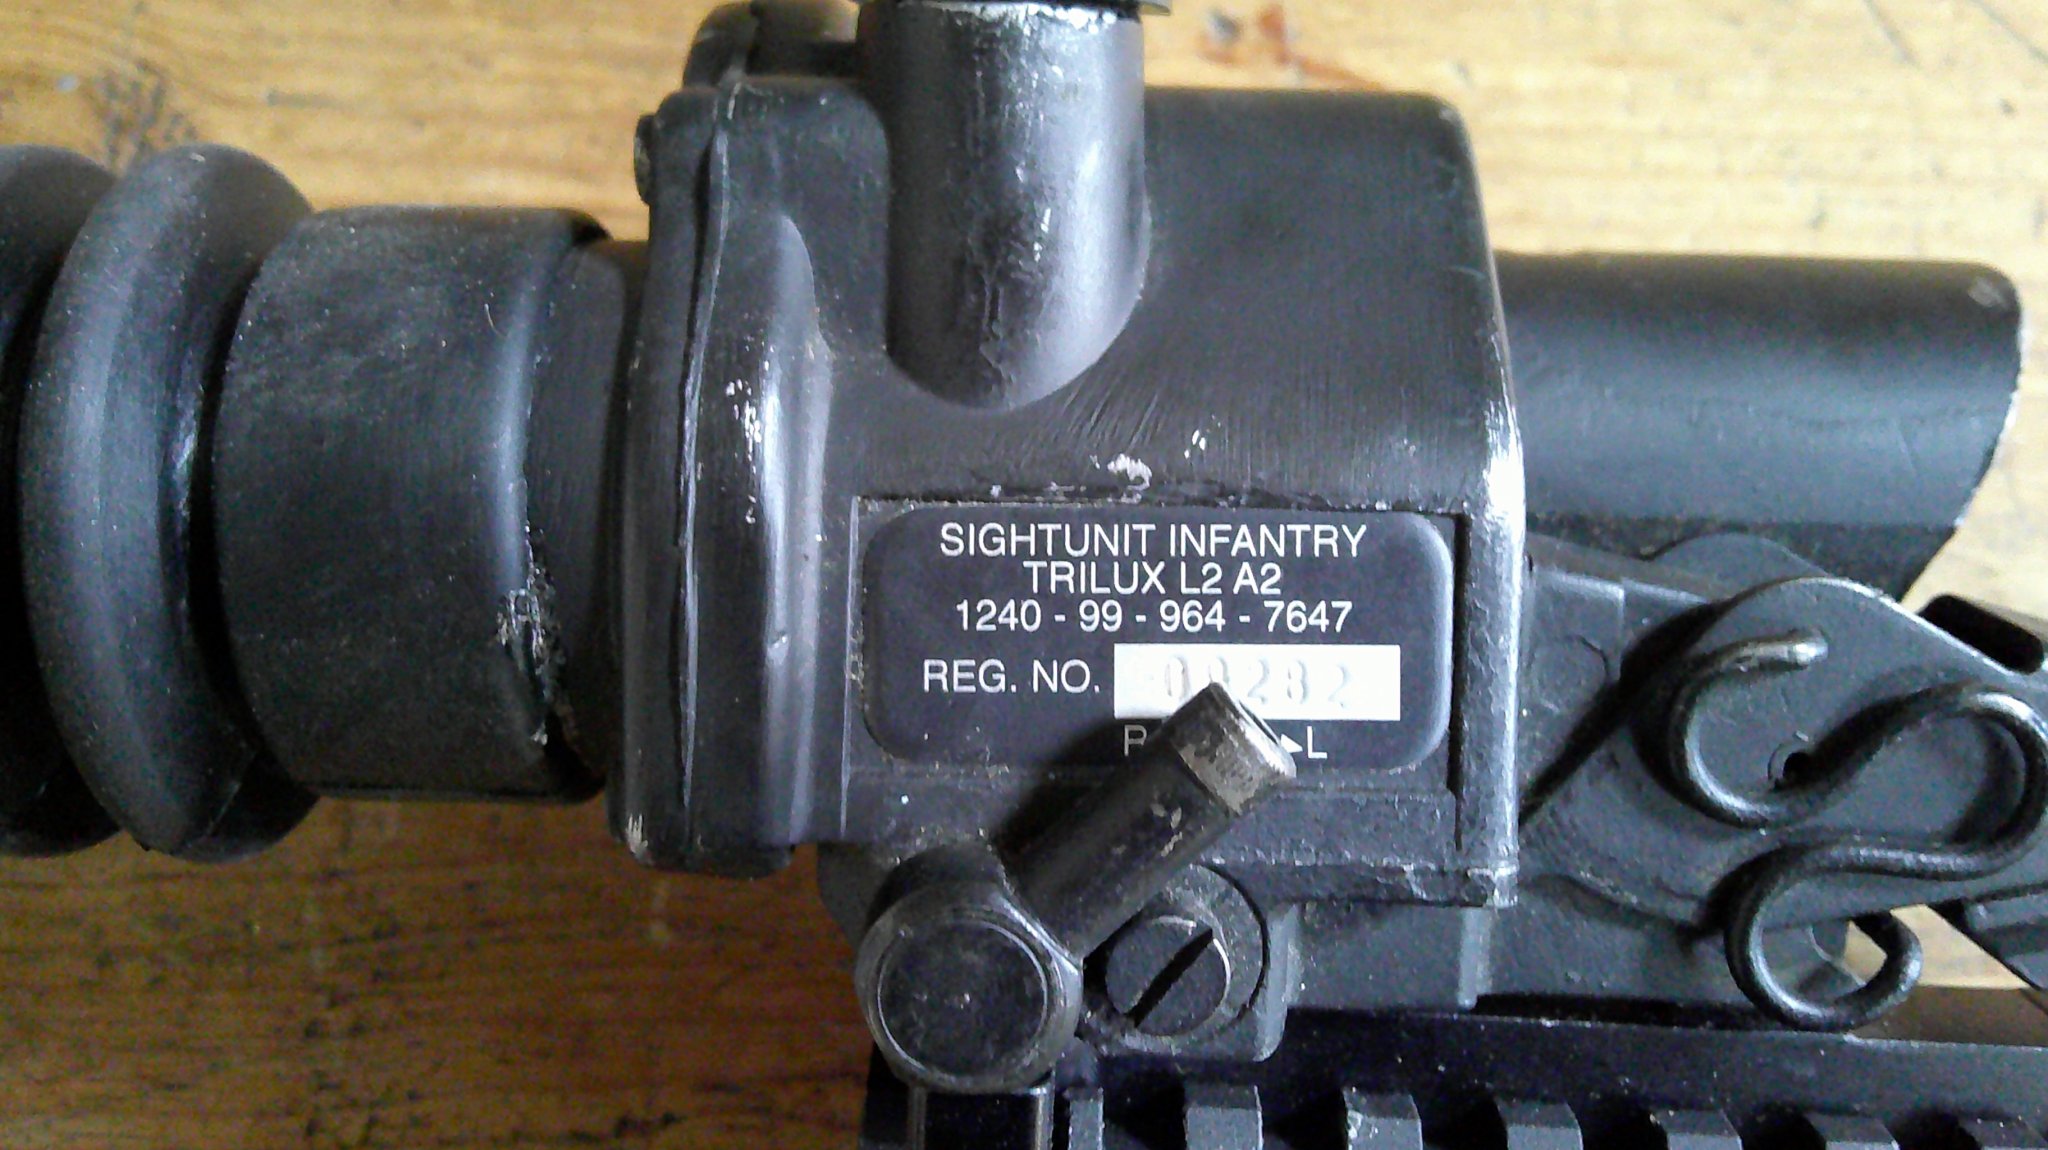 SIGHTUNIT INFANTRY
TRILUX L2 A2
1240 - 99 - 964 - 7647
REG. NO.
L